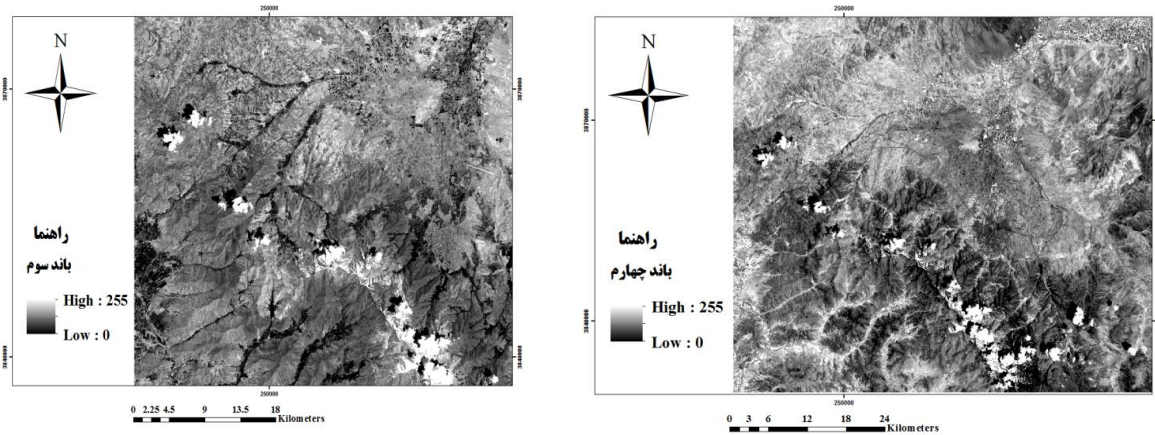 250000
N
3870000
3870000
راهنما
باند سوم
High : 255
Low : 0
3840000
3840000
250000
0 2.25 4.5 9 13.5 18
Kilometers
250000
N
3870000
راهنما
باند چهارم
High : 255
Low : 0
3840000
250000
0 3 6 12 18 24
Kilometers